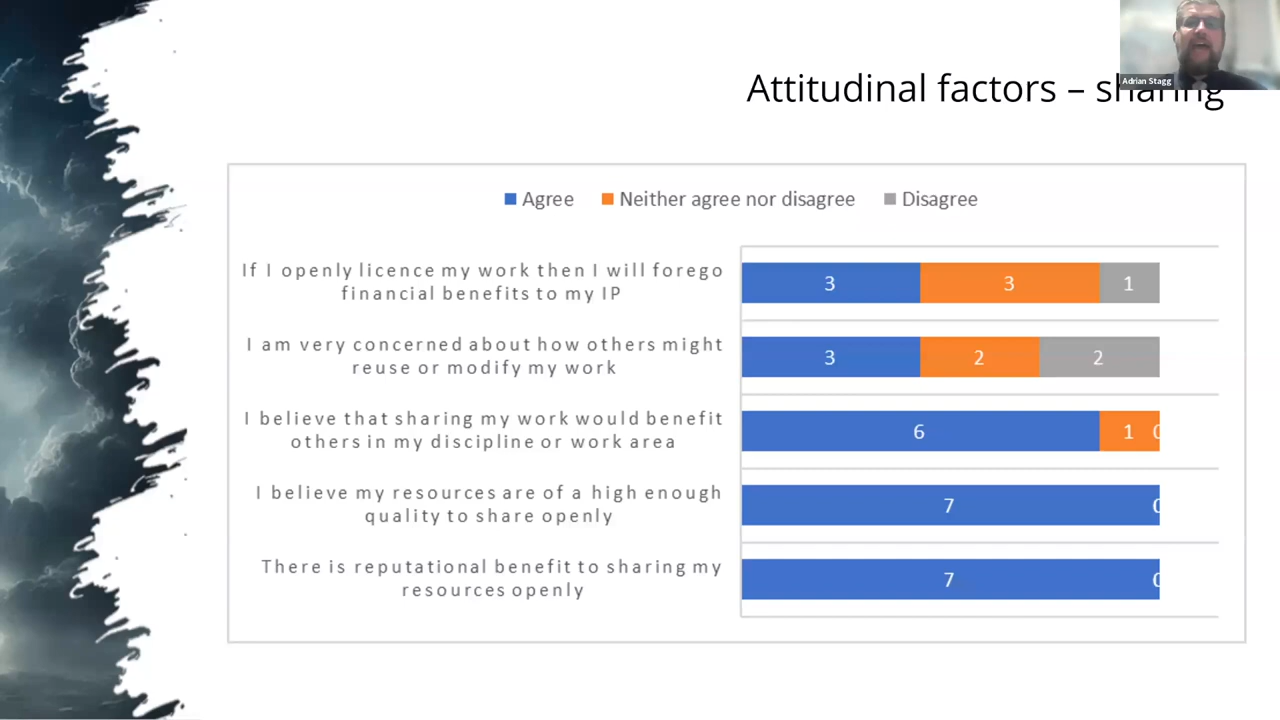 Adrian Stagg
Attitudinal factors – sharing
Agree Neither agree nor disagree Disagree
If I openly licence my work then I will forego
financial benefits to my IP
3 3 1
I am very concerned about how others might
reuse or modify my work
3 2 2
I believe that sharing my work would benefit
others in my discipline or work area
6 1 0
I believe my resources are of a high enough
quality to share openly
7 0
There is reputational benefit to sharing my
resources openly
7 0